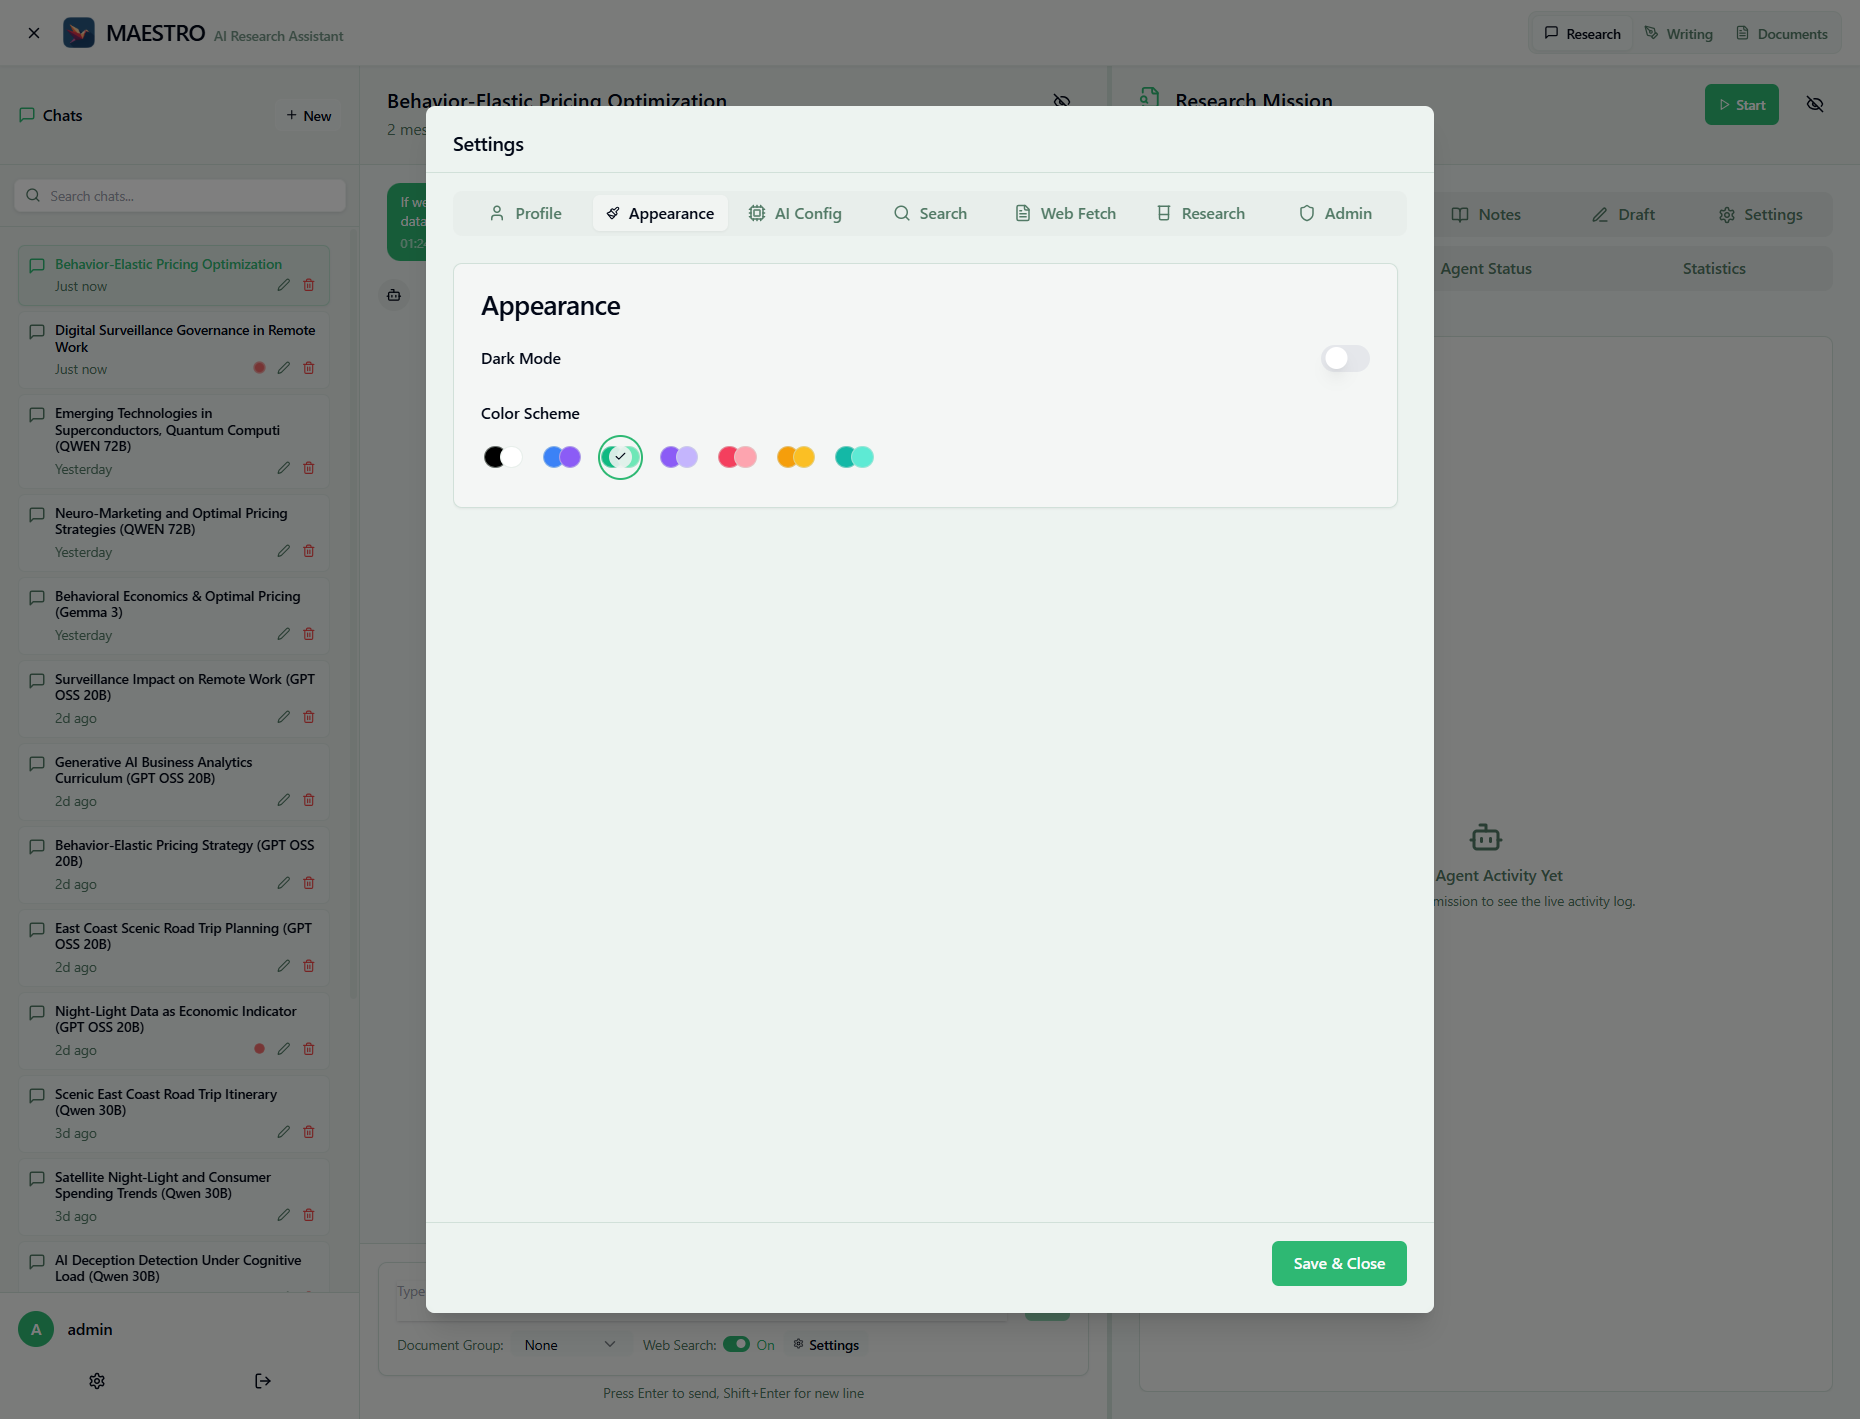 MAESTRO AI Research Assistant
Research
Writing
Documents
Chats
+ New
Search chats...
Behavior-Elastic Pricing Optimization
Just now
Digital Surveillance Governance in Remote
Work
Just now
Emerging Technologies in
Superconductors, Quantum Computi
(QWEN 72B)
Yesterday
Neuro-Marketing and Optimal Pricing
Strategies (QWEN 72B)
Yesterday
Behavioral Economics & Optimal Pricing
(Gemma 3)
Yesterday
Surveillance Impact on Remote Work (GPT
OSS 20B)
2d ago
Generative AI Business Analytics
Curriculum (GPT OSS 20B)
2d ago
Behavior-Elastic Pricing Strategy (GPT OSS
20B)
2d ago
East Coast Scenic Road Trip Planning (GPT
OSS 20B)
2d ago
Night-Light Data as Economic Indicator
(GPT OSS 20B)
2d ago
Scenic East Coast Road Trip Itinerary
(Qwen 30B)
3d ago
Satellite Night-Light and Consumer
Spending Trends (Qwen 30B)
3d ago
AI Deception Detection Under Cognitive
Load (Qwen 30B)
A
admin
Behavior-Elastic Pricing Optimization
2 mes
If we
data
01:24
Settings
Profile
Appearance
AI Config
Search
Web Fetch
Research
Admin
Appearance
Dark Mode
Color Scheme
Save & Close
Type
Document Group: None
Web Search: On
Settings
Press Enter to send, Shift+Enter for new line
Research Mission
Start
Notes
Draft
Settings
Agent Status
Statistics
Agent Activity Yet
mission to see the live activity log.